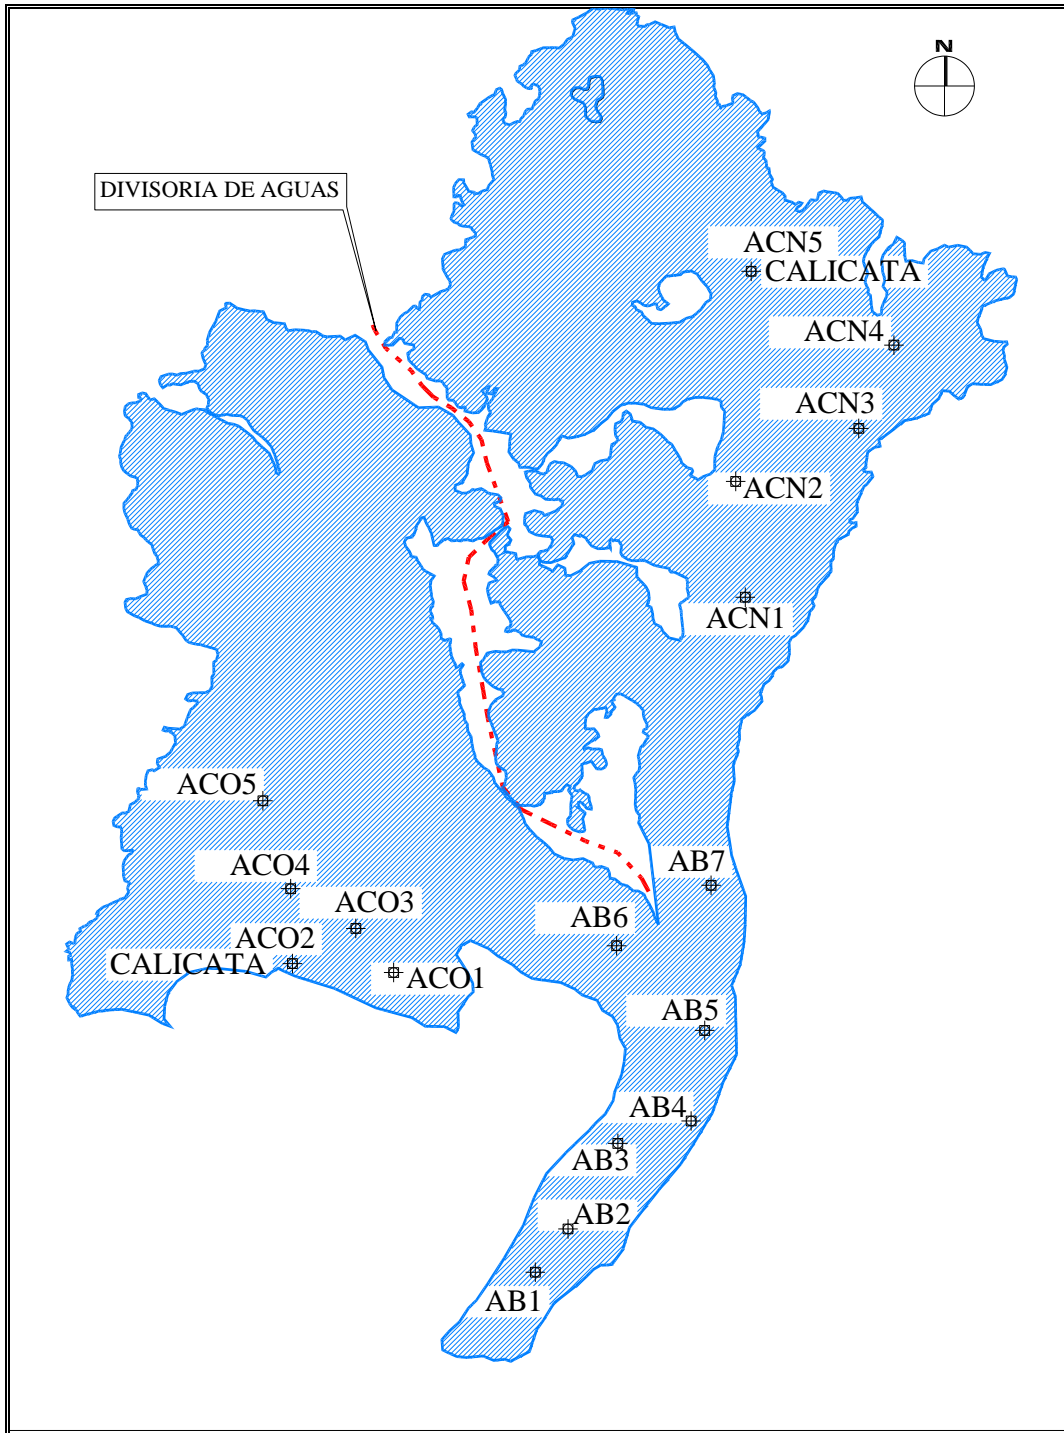 N
DIVISORIA DE AGUAS
ACN5
CALICATA
ACN4
ACN3
ACN2
ACN1
ACO5
ACO4
AB7
ACO3
AB6
ACO2
CALICATA
ACO1
AB5
AB4
AB3
AB2
AB1